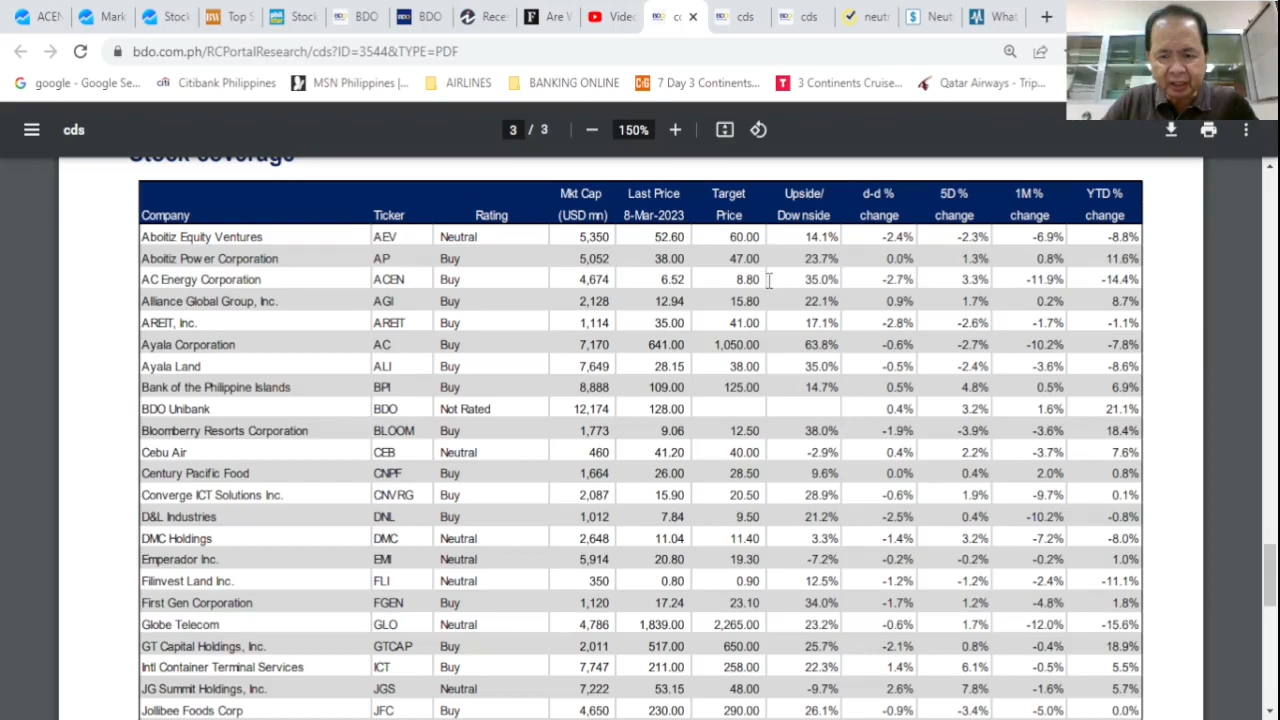 ACEN
Mark
Stock
Top S
Stock
BDO
BDO
Rece
Are V
Video
cds
cds
neutr
Neut
What
bdo.com.ph/RCPortalResearch/cds?ID=3544&TYPE=PDF
google - Google Se...
Citibank Philippines
MSN Philippines |...
AIRLINES
BANKING ONLINE
7 Day 3 Continents...
3 Continents Cruise...
Qatar Airways - Trip...
cds
3 / 3
150%
Stock coverage
Company Ticker Rating Mkt Cap (USD mn) Last Price 8-Mar-2023 Target Price Upside/ Downside d-d % change 5D % change 1M % change YTD % change
Aboitiz Equity Ventures AEV Neutral 5,350 52.60 60.00 14.1% -2.4% -2.3% -6.9% -8.8%
Aboitiz Power Corporation AP Buy 5,052 38.00 47.00 23.7% 0.0% 1.3% 0.8% 11.6%
AC Energy Corporation ACEN Buy 4,674 6.52 8.80 35.0% -2.7% 3.3% -11.9% -14.4%
Alliance Global Group, Inc. AGI Buy 2,128 12.94 15.80 22.1% 0.9% 1.7% 0.2% 8.7%
AREIT, Inc. AREIT Buy 1,114 35.00 41.00 17.1% -2.8% -2.6% -1.7% -1.1%
Ayala Corporation AC Buy 7,170 641.00 1,050.00 63.8% -0.6% -2.7% -10.2% -7.8%
Ayala Land ALI Buy 7,649 28.15 38.00 35.0% -0.5% -2.4% -3.6% -8.6%
Bank of the Philippine Islands BPI Buy 8,888 109.00 125.00 14.7% 0.5% 4.8% 0.5% 6.9%
BDO Unibank BDO Not Rated 12,174 128.00 0.4% 3.2% 1.6% 21.1%
Bloomberry Resorts Corporation BLOOM Buy 1,773 9.06 12.50 38.0% -1.9% -3.9% -3.6% 18.4%
Cebu Air CEB Neutral 460 41.20 40.00 -2.9% 0.4% 2.2% -3.7% 7.6%
Century Pacific Food CNPF Buy 1,664 26.00 28.50 9.6% 0.0% 0.4% 2.0% 0.8%
Converge ICT Solutions Inc. CNVRG Buy 2,087 15.90 20.50 28.9% -0.6% 1.9% -9.7% 0.1%
D&L Industries DNL Buy 1,012 7.84 9.50 21.2% -2.5% 0.4% -10.2% -0.8%
DMC Holdings DMC Neutral 2,648 11.04 11.40 3.3% -1.4% 3.2% -7.2% -8.0%
Emperador Inc. EMI Neutral 5,914 20.80 19.30 -7.2% -0.2% -0.2% -0.2% 1.0%
Filinvest Land Inc. FLI Neutral 350 0.80 0.90 12.5% -1.2% -1.2% -2.4% -11.1%
First Gen Corporation FGEN Buy 1,120 17.24 23.10 34.0% -1.7% 1.2% -4.8% 1.8%
Globe Telecom GLO Neutral 4,786 1,839.00 2,265.00 23.2% -0.6% 1.7% -12.0% -15.6%
GT Capital Holdings, Inc. GTCAP Buy 2,011 517.00 650.00 25.7% -2.1% 0.8% -0.4% 18.9%
Intl Container Terminal Services ICT Buy 7,747 211.00 258.00 22.3% 1.4% 6.1% -0.5% 5.5%
JG Summit Holdings, Inc. JGS Neutral 7,222 53.15 48.00 -9.7% 2.6% 7.8% -1.6% 5.7%
Jollibee Foods Corp JFC Buy 4,650 230.00 290.00 26.1% -0.9% -3.4% -5.0% 0.0%